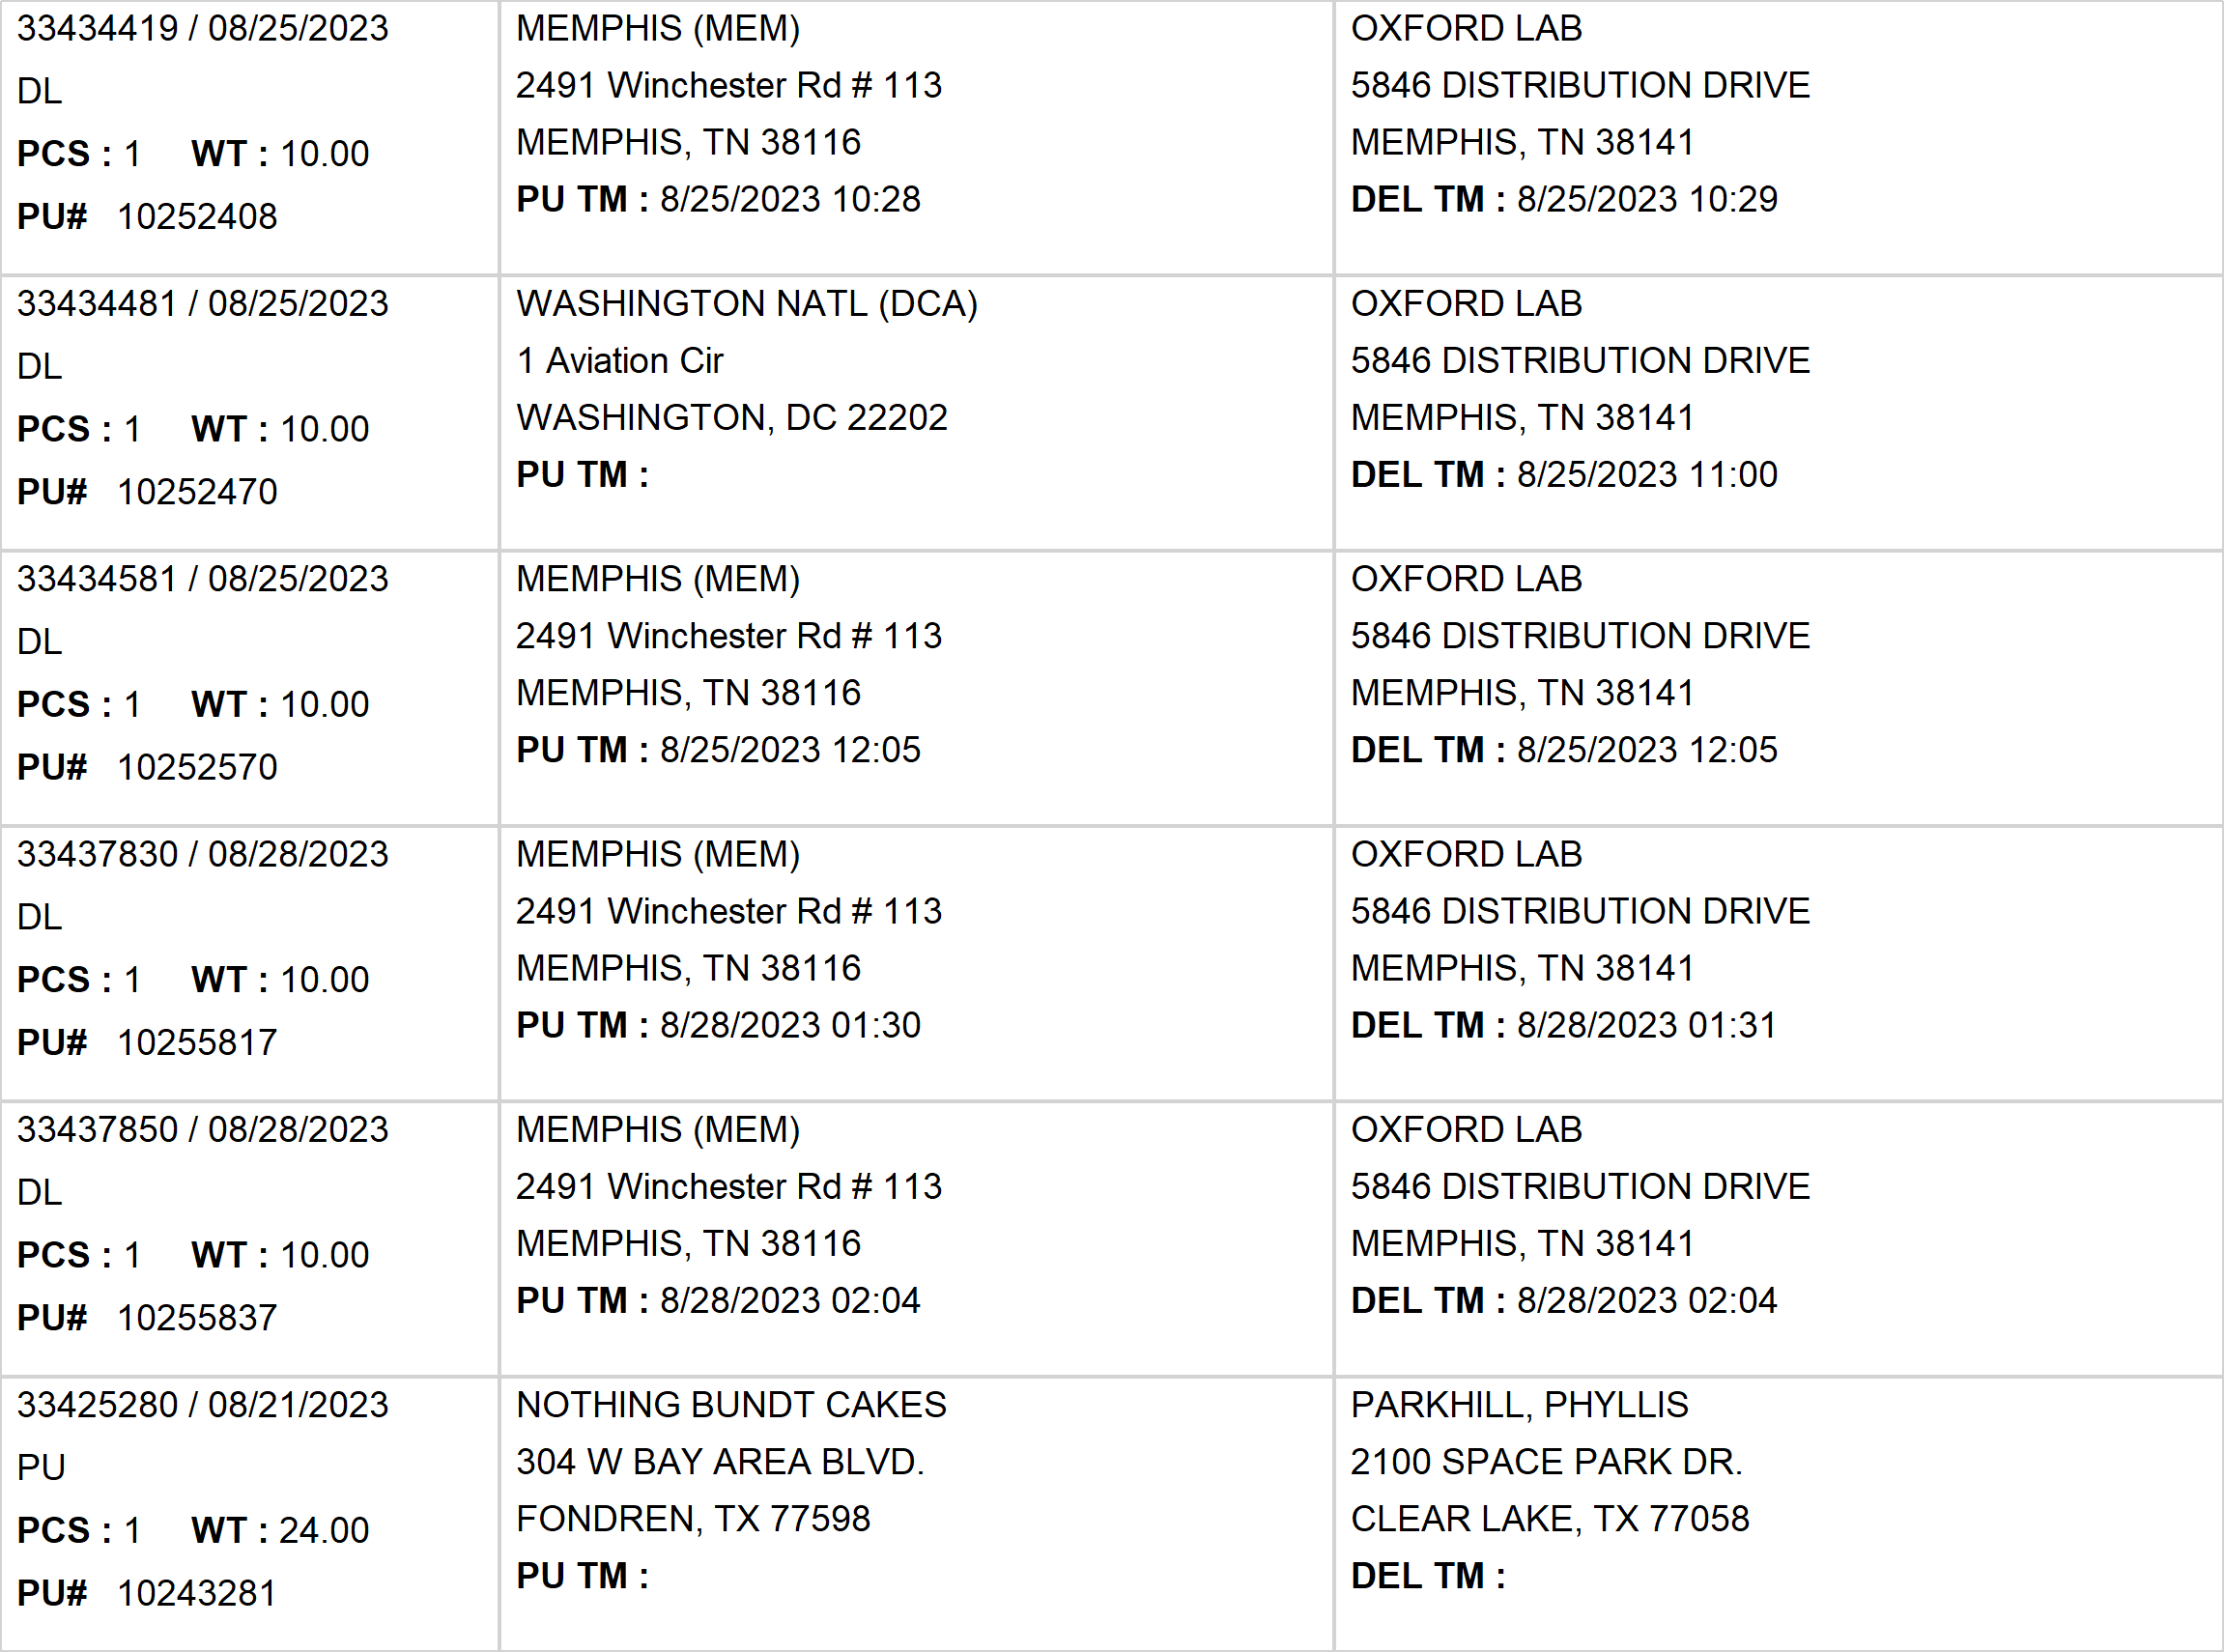 33434419 / 08/25/2023
DL
PCS : 1 WT : 10.00
PU# 10252408
MEMPHIS (MEM)
2491 Winchester Rd # 113
MEMPHIS, TN 38116
PU TM : 8/25/2023 10:28
OXFORD LAB
5846 DISTRIBUTION DRIVE
MEMPHIS, TN 38141
DEL TM : 8/25/2023 10:29
33434481 / 08/25/2023
DL
PCS : 1 WT : 10.00
PU# 10252470
WASHINGTON NATL (DCA)
1 Aviation Cir
WASHINGTON, DC 22202
PU TM :
OXFORD LAB
5846 DISTRIBUTION DRIVE
MEMPHIS, TN 38141
DEL TM : 8/25/2023 11:00
33434581 / 08/25/2023
DL
PCS : 1 WT : 10.00
PU# 10252570
MEMPHIS (MEM)
2491 Winchester Rd # 113
MEMPHIS, TN 38116
PU TM : 8/25/2023 12:05
OXFORD LAB
5846 DISTRIBUTION DRIVE
MEMPHIS, TN 38141
DEL TM : 8/25/2023 12:05
33437830 / 08/28/2023
DL
PCS : 1 WT : 10.00
PU# 10255817
MEMPHIS (MEM)
2491 Winchester Rd # 113
MEMPHIS, TN 38116
PU TM : 8/28/2023 01:30
OXFORD LAB
5846 DISTRIBUTION DRIVE
MEMPHIS, TN 38141
DEL TM : 8/28/2023 01:31
33437850 / 08/28/2023
DL
PCS : 1 WT : 10.00
PU# 10255837
MEMPHIS (MEM)
2491 Winchester Rd # 113
MEMPHIS, TN 38116
PU TM : 8/28/2023 02:04
OXFORD LAB
5846 DISTRIBUTION DRIVE
MEMPHIS, TN 38141
DEL TM : 8/28/2023 02:04
33425280 / 08/21/2023
PU
PCS : 1 WT : 24.00
PU# 10243281
NOTHING BUNDT CAKES
304 W BAY AREA BLVD.
FONDREN, TX 77598
PU TM :
PARKHILL, PHYLLIS
2100 SPACE PARK DR.
CLEAR LAKE, TX 77058
DEL TM :